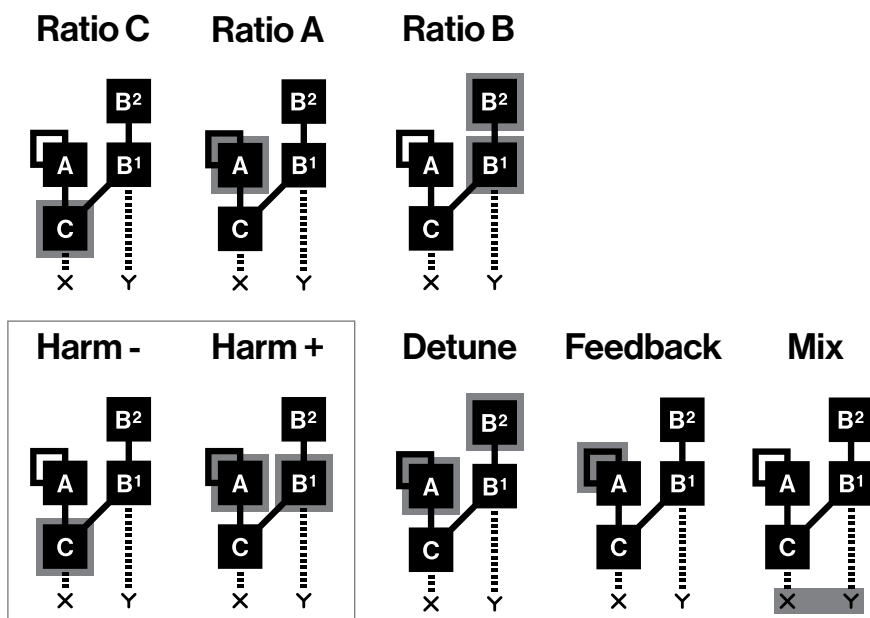 Ratio C Ratio A Ratio B
B² B² B²
A B¹ A B¹ A B¹
C C C
X Y X Y X Y
Harm - Harm + Detune Feedback Mix
B² B² B² B² B²
A B¹ A B¹ A B¹ A B¹ A B¹
C C C C C
X Y X Y X Y X Y X Y